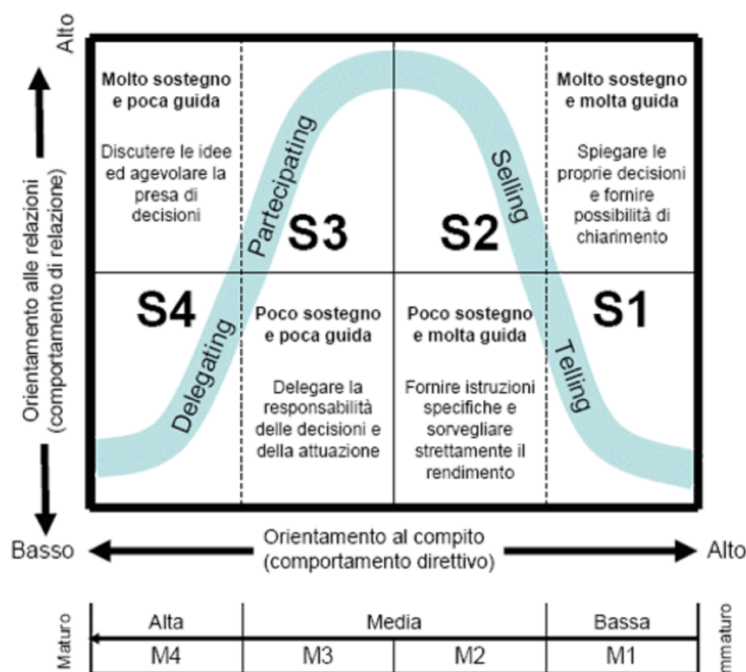 Alto
Molto sostegno
e poca guida
Discutere le idee
ed agevolare la
presa di
decisioni
Partecipating
S3
S2
Selling
Molto sostegno
e molta guida
Spiegare le
proprie decisioni
e fornire
possibilità di
chiarimento
Orientamento alle relazioni
(comportamento di relazione)
S4
Delegating
Poco sostegno
e poca guida
Delegare la
responsabilità
delle decisioni e
della attuazione
Poco sostegno
e molta guida
Fornire istruzioni
specifiche e
sorvegliare
strettamente il
rendimento
Telling
S1
Basso
Orientamento al compito
(comportamento direttivo)
Alto
Maturo
Alta
Media
Bassa
M4
M3
M2
M1
mmaturo